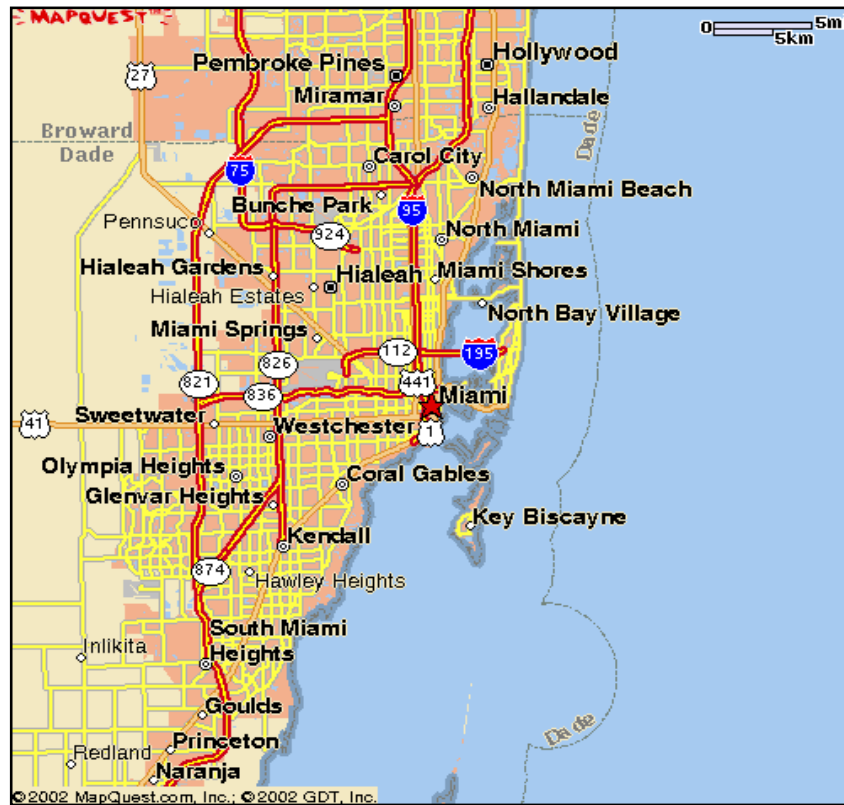 MAPQUEST
0 5m
5km
27
Pembroke Pines
Hollywood
Miramar
Hallandale
Broward
Dade
Dade
75
Carol City
North Miami Beach
Bunche Park
95
Pennsuco
924
North Miami
Hialeah Gardens
Hialeah
Miami Shores
Hialeah Estates
North Bay Village
Miami Springs
112
195
826
821
441
836
Miami
41
Sweetwater
Westchester
1
Olympia Heights
Coral Gables
Glenvar Heights
Key Biscayne
Kendall
874
Hawley Heights
South Miami
Heights
Inlikita
Goulds
Dade
Redland
Princeton
Naranja
©2002 MapQuest.com, Inc.; ©2002 GDT, Inc.